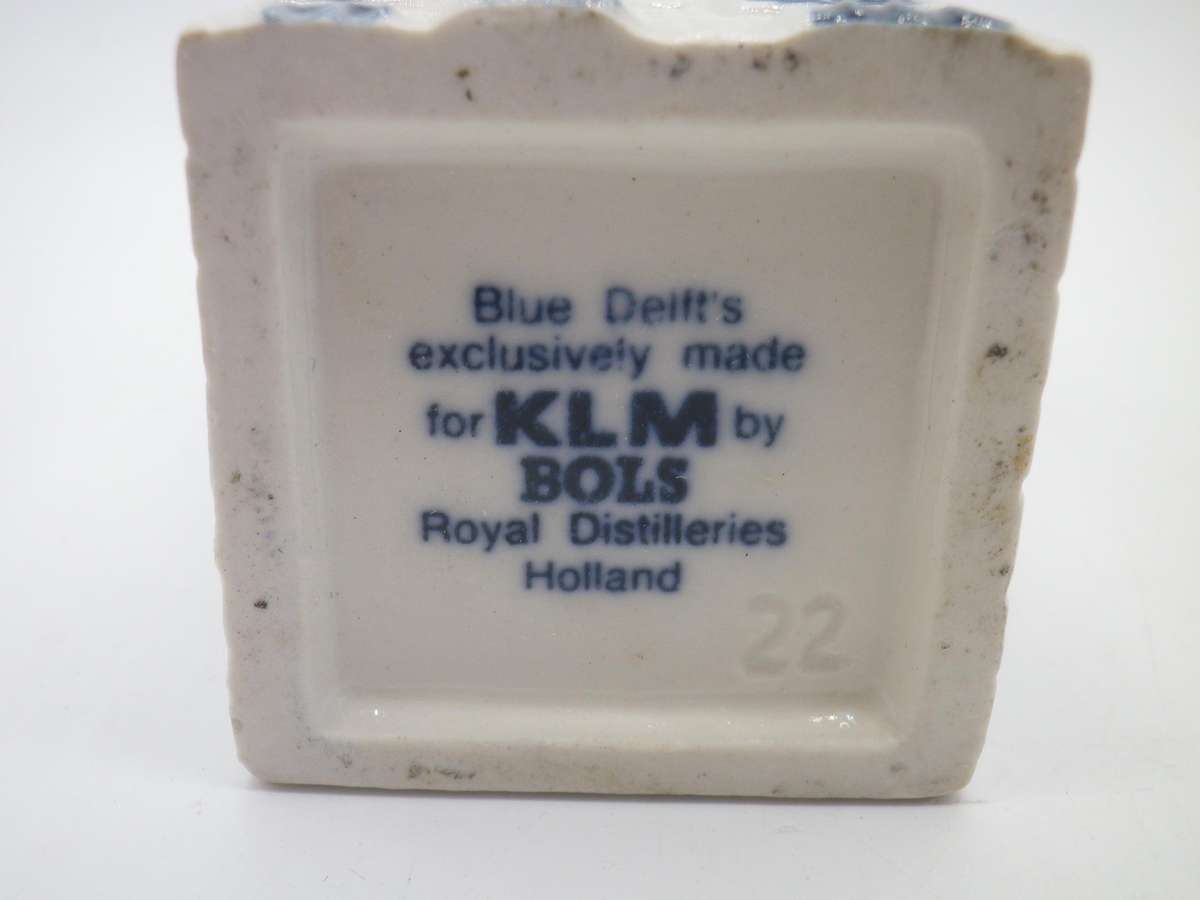 Blue Delft's
exclusively made
for KLM by
BOLS
Royal Distilleries
Holland
22